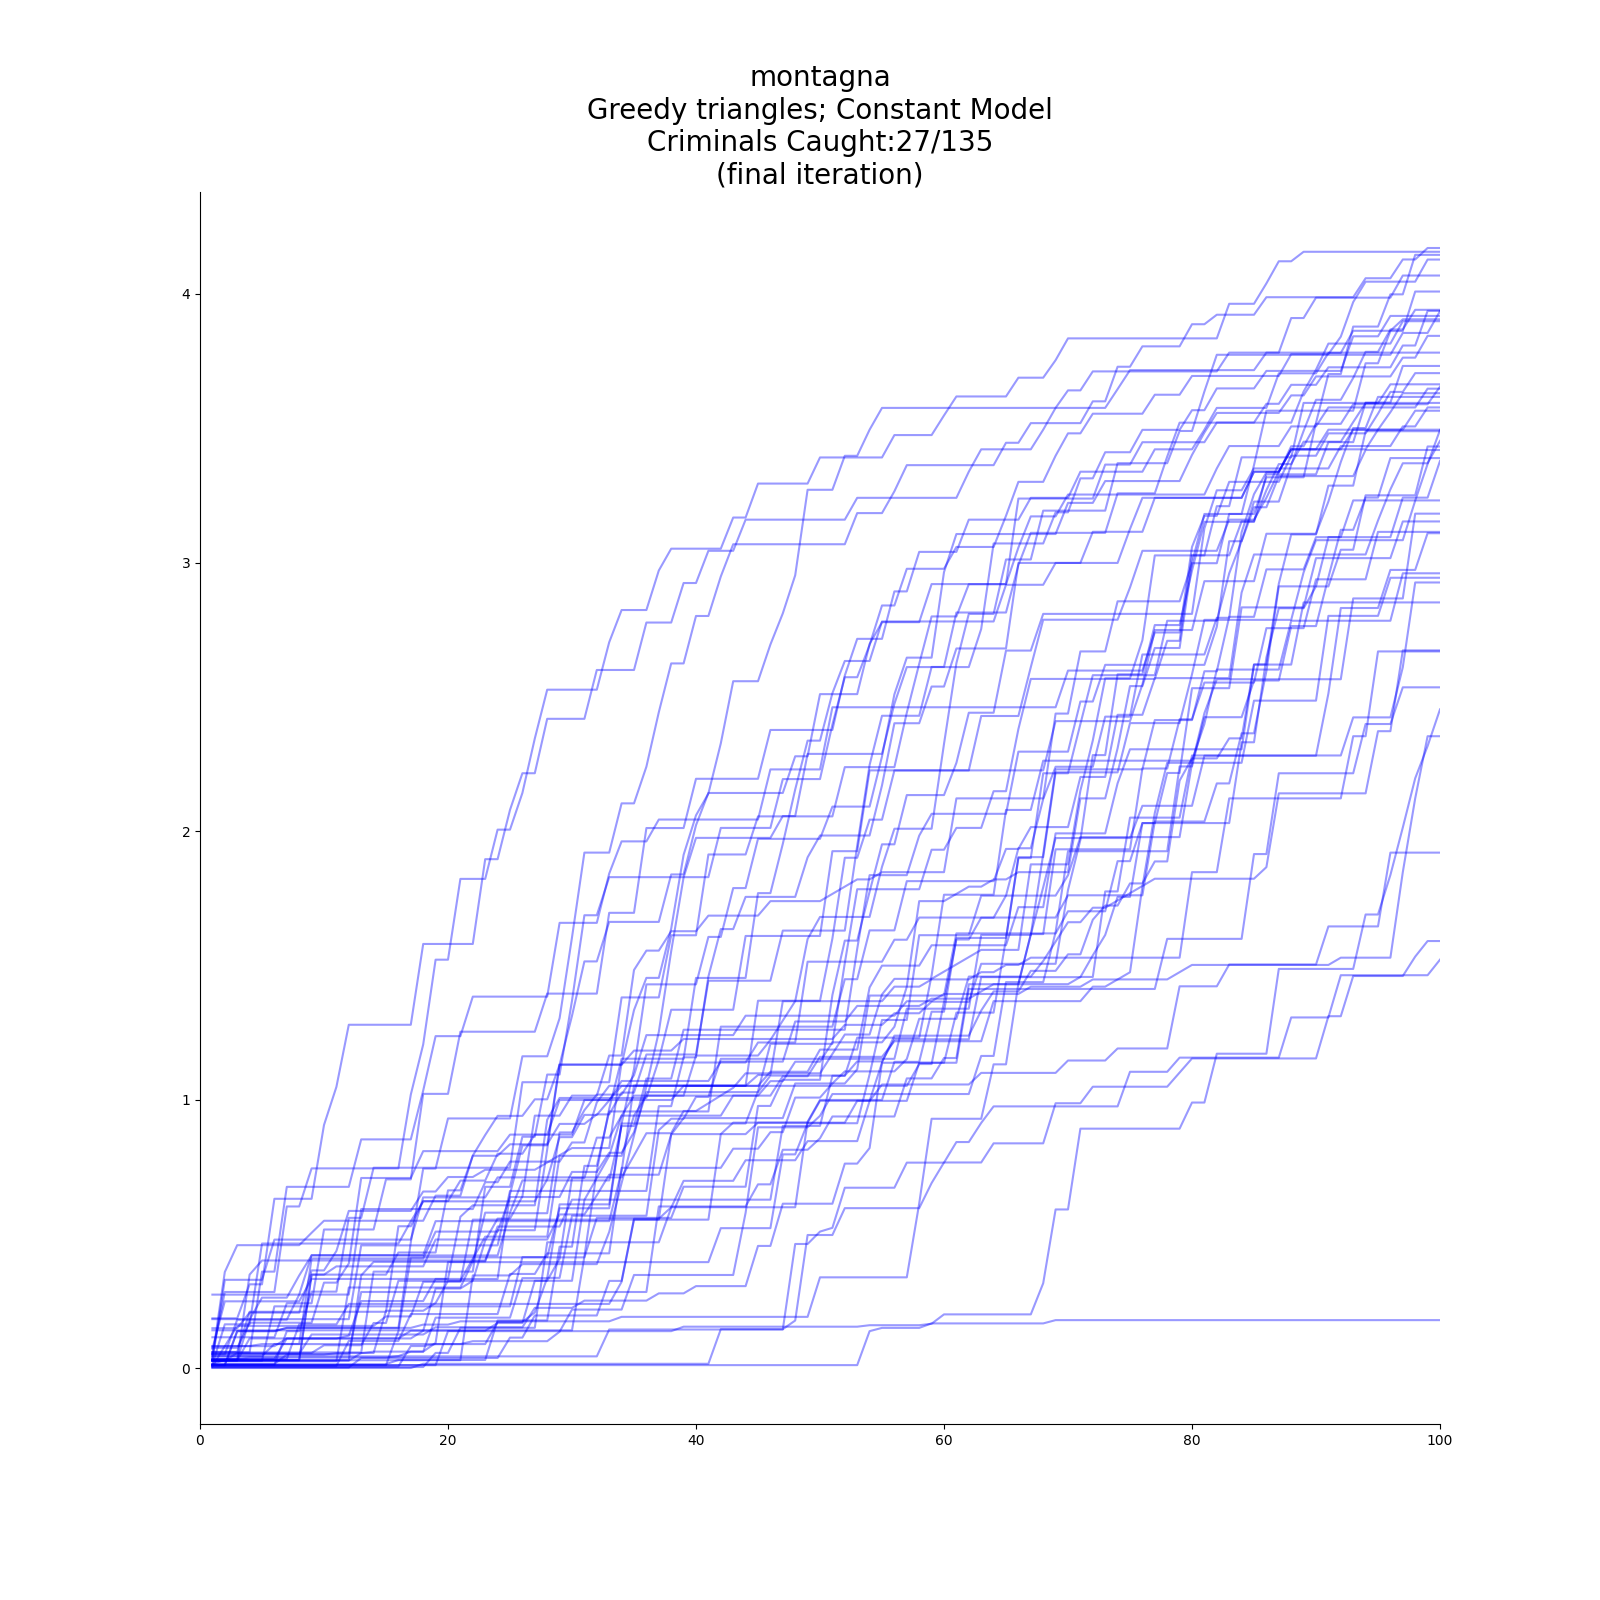 montagna
Greedy triangles; Constant Model
Criminals Caught:27/135
(final iteration)
4
3
2
1
0
0 20 40 60 80 100